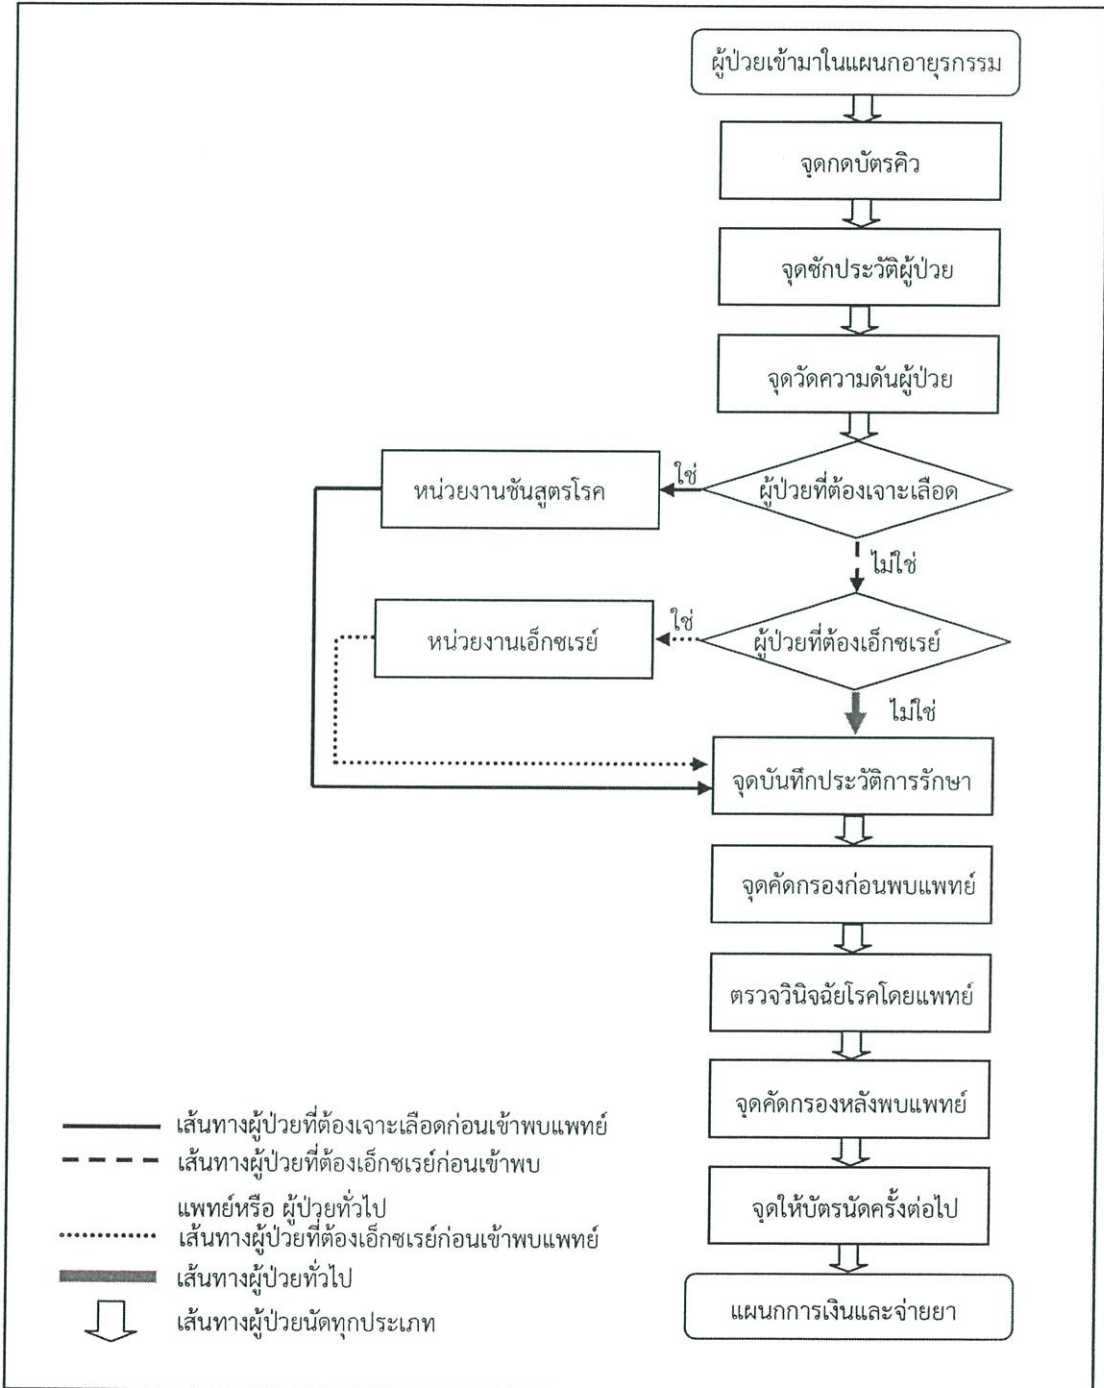 ผู้ป่วยเข้ามาในแผนกอายุรกรรม
จุดกดบัตรคิว
จุดซักประวัติผู้ป่วย
จุดวัดความดันผู้ป่วย
ผู้ป่วยที่ต้องเจาะเลือด
ใช่
หน่วยงานชันสูตรโรค
ไม่ใช่
ผู้ป่วยที่ต้องเอ็กซเรย์
ใช่
หน่วยงานเอ็กซเรย์
ไม่ใช่
จุดบันทึกประวัติการรักษา
จุดคัดกรองก่อนพบแพทย์
ตรวจวินิจฉัยโรคโดยแพทย์
จุดคัดกรองหลังพบแพทย์
จุดให้บัตรนัดครั้งต่อไป
แผนกการเงินและจ่ายยา
เส้นทางผู้ป่วยที่ต้องเจาะเลือดก่อนเข้าพบแพทย์
เส้นทางผู้ป่วยที่ต้องเอ็กซเรย์ก่อนเข้าพบ
แพทย์หรือ ผู้ป่วยทั่วไป
เส้นทางผู้ป่วยที่ต้องเอ็กซเรย์ก่อนเข้าพบแพทย์
เส้นทางผู้ป่วยทั่วไป
เส้นทางผู้ป่วยนัดทุกประเภท